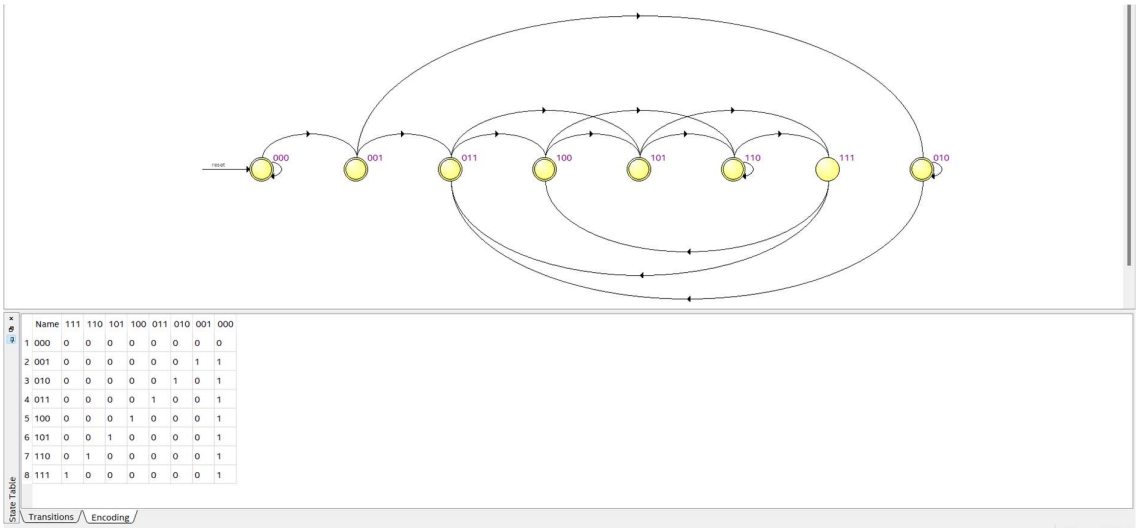 reset 000 001 011 100 101 110 111 010
Name 111 110 101 100 011 010 001 000
1 000 0 0 0 0 0 0 0 0
2 001 0 0 0 0 0 0 1 1
3 010 0 0 0 0 0 1 0 1
4 011 0 0 0 0 1 0 0 1
5 100 0 0 0 1 0 0 0 1
6 101 0 0 1 0 0 0 0 1
7 110 0 1 0 0 0 0 0 1
8 111 1 0 0 0 0 0 0 1
State Table
Transitions Encoding